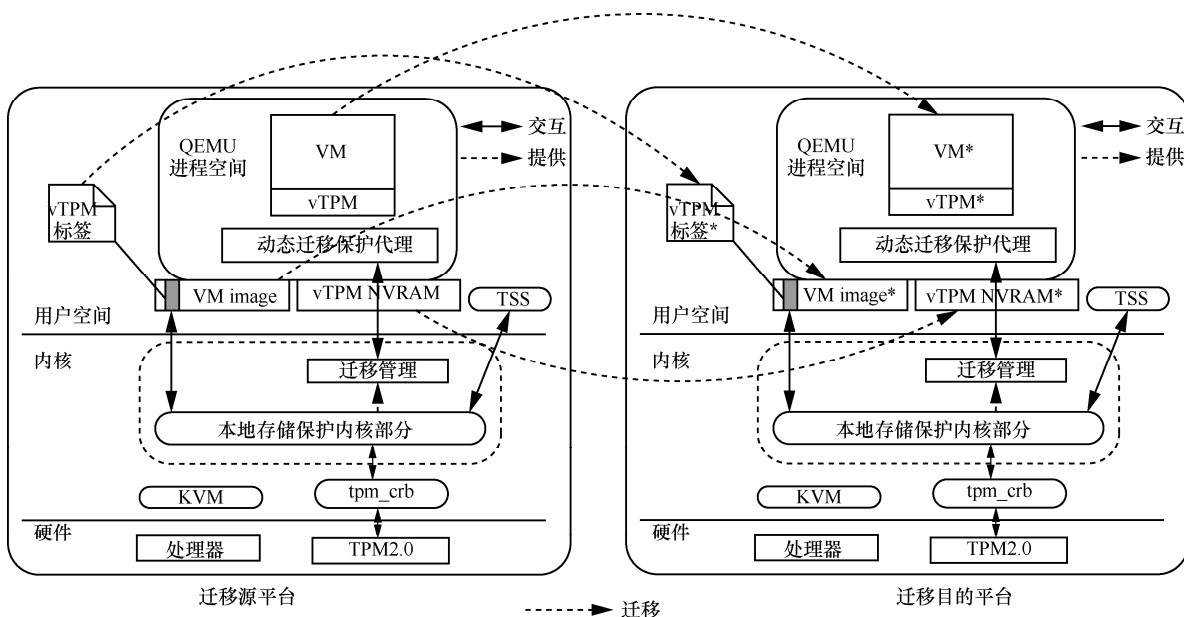 QEMU
进程空间
VM
vTPM
交互
提供
vTPM
标签
动态迁移保护代理
VM image
vTPM NVRAM
TSS
用户空间
内核
迁移管理
本地存储保护内核部分
KVM
tpm_crb
硬件
处理器
TPM2.0
迁移源平台
QEMU
进程空间
VM*
vTPM*
交互
提供
vTPM
标签*
动态迁移保护代理
VM image*
vTPM NVRAM*
TSS
用户空间
内核
迁移管理
本地存储保护内核部分
KVM
tpm_crb
硬件
处理器
TPM2.0
迁移目的平台
迁移